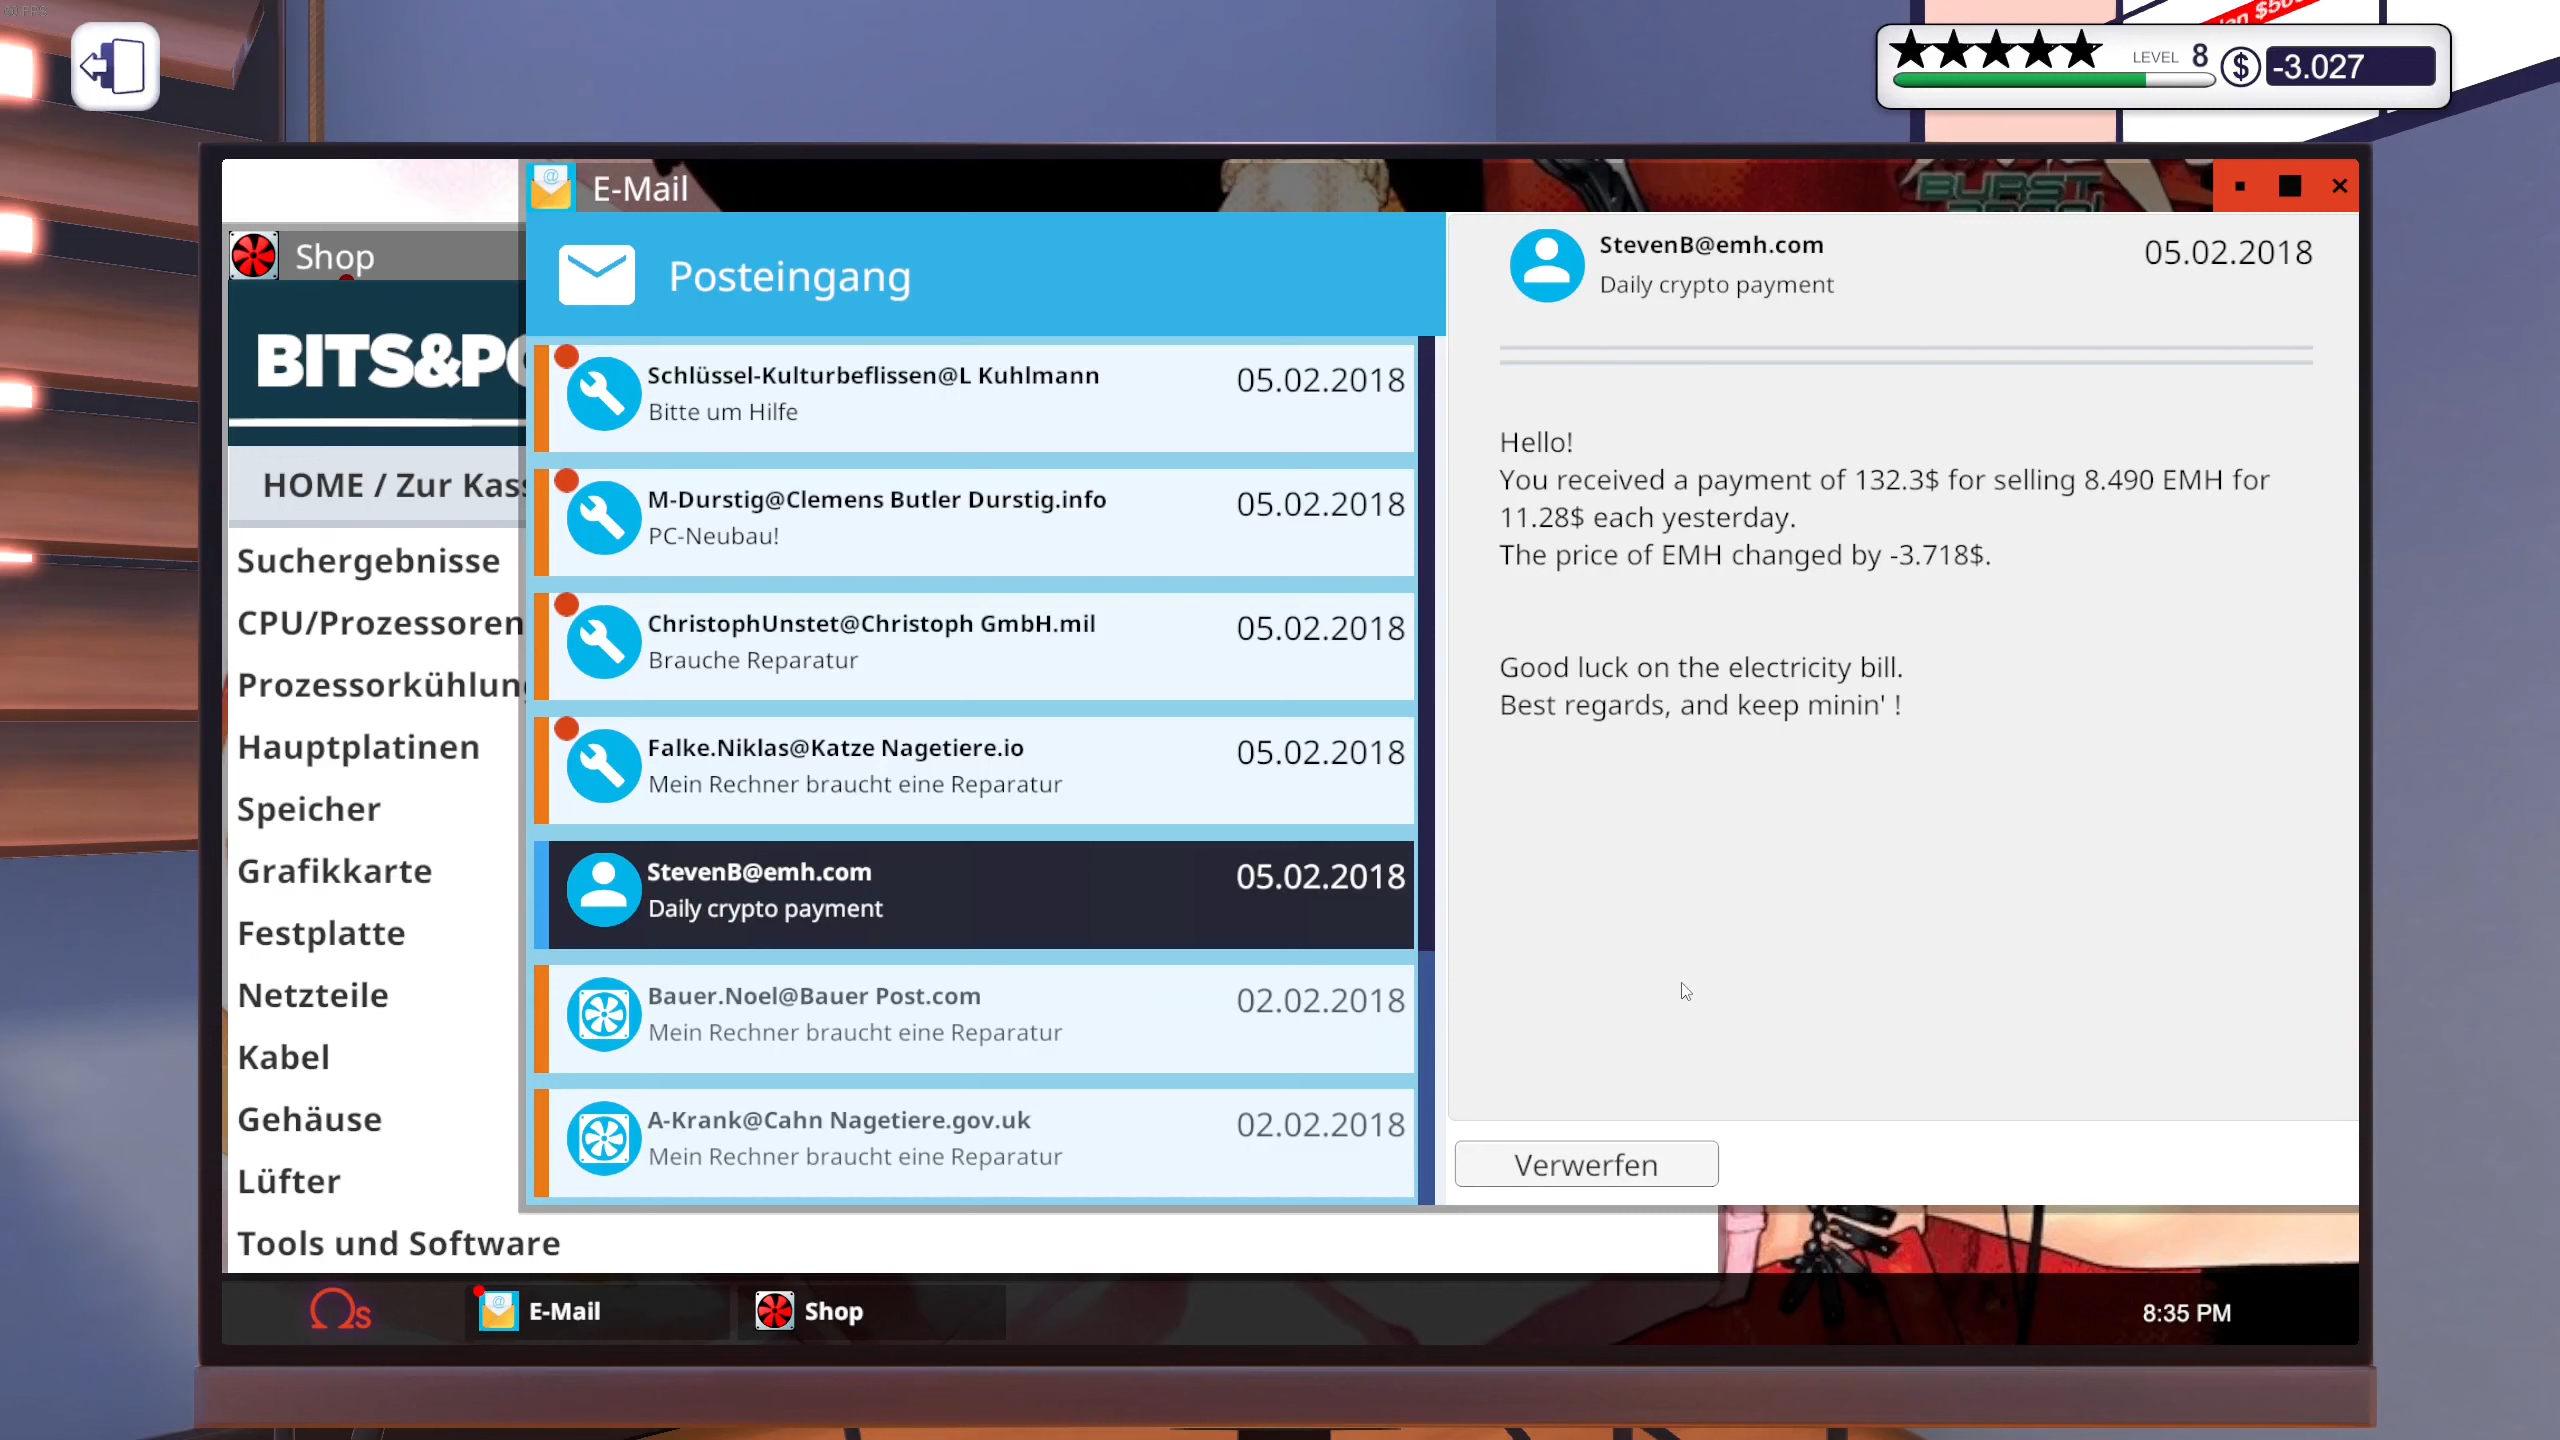 60 FPS
$500
LEVEL 8
$ -3.027
E-Mail
BURST
Shop
BITS&P
HOME / Zur Kass
Suchergebnisse
CPU/Prozessoren
Prozessorkühlung
Hauptplatinen
Speicher
Grafikkarte
Festplatte
Netzteile
Kabel
Gehäuse
Lüfter
Tools und Software
Posteingang
Schlüssel-Kulturbeflissen@L Kuhlmann
05.02.2018
Bitte um Hilfe
M-Durstig@Clemens Butler Durstig.info
05.02.2018
PC-Neubau!
ChristophUnstet@Christoph GmbH.mil
05.02.2018
Brauche Reparatur
Falke.Niklas@Katze Nagetiere.io
05.02.2018
Mein Rechner braucht eine Reparatur
StevenB@emh.com
05.02.2018
Daily crypto payment
Bauer.Noel@Bauer Post.com
02.02.2018
Mein Rechner braucht eine Reparatur
A-Krank@Cahn Nagetiere.gov.uk
02.02.2018
Mein Rechner braucht eine Reparatur
StevenB@emh.com
05.02.2018
Daily crypto payment
Hello!
You received a payment of 132.3$ for selling 8.490 EMH for
11.28$ each yesterday.
The price of EMH changed by -3.718$.
Good luck on the electricity bill.
Best regards, and keep minin' !
Verwerfen
Ωs
E-Mail
Shop
8:35 PM